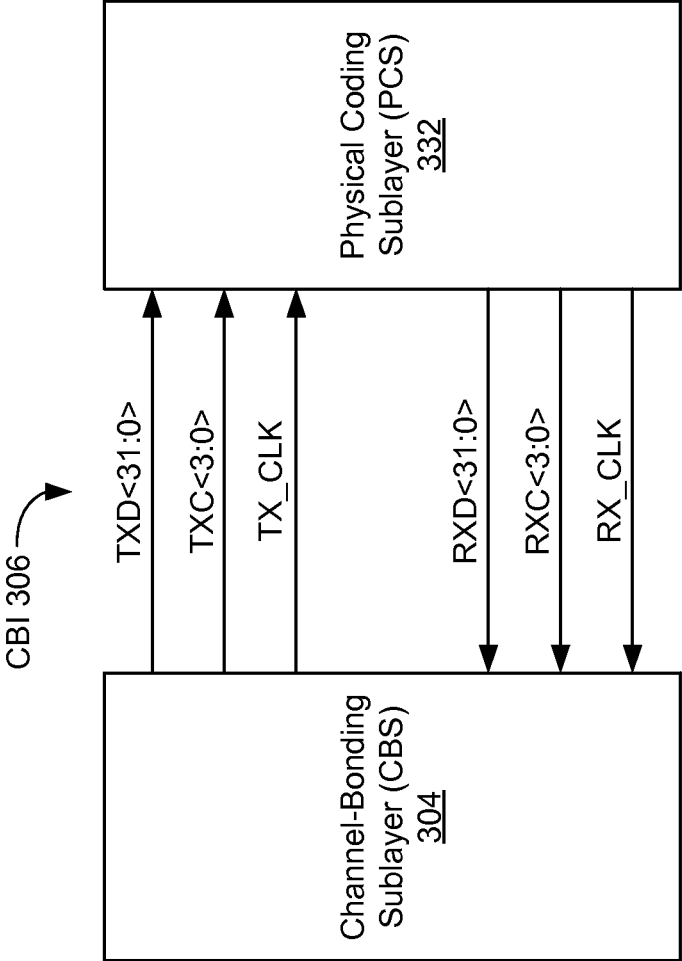 CBI 306
Channel-Bonding
Sublayer (CBS)
304
TXD<31:0>
TXC<3:0>
TX_CLK
RXD<31:0>
RXC<3:0>
RX_CLK
Physical Coding
Sublayer (PCS)
332